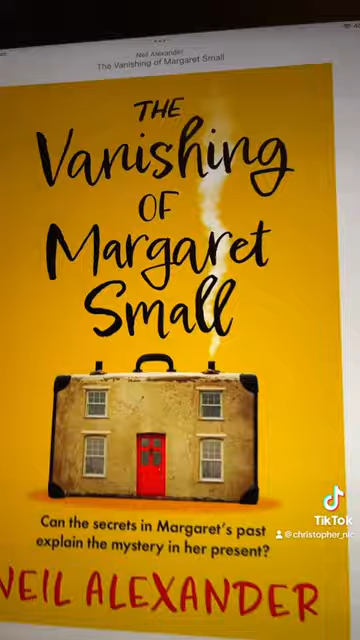 Neil Alexander
The Vanishing of Margaret Small
THE
Vanishing
OF
Margaret
Small
Can the secrets in Margaret's past
explain the mystery in her present?
NEIL ALEXANDER
TikTok